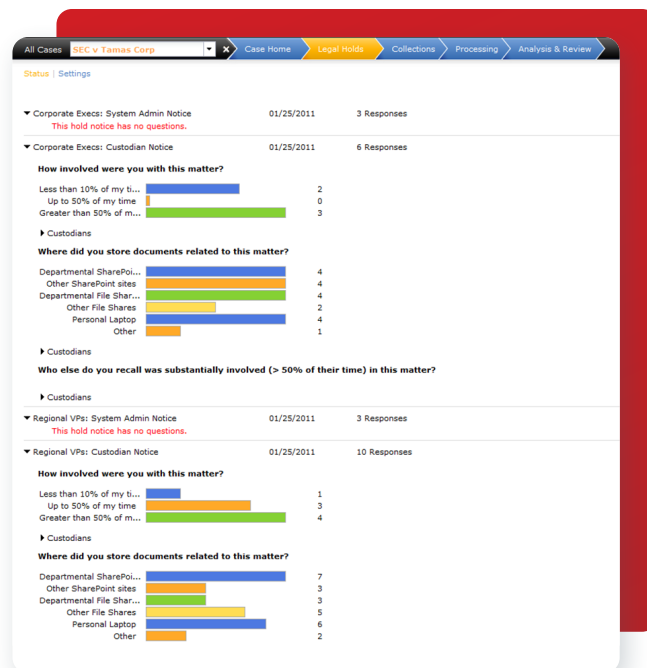 All Cases SEC v Tamas Corp × Case Home Legal Holds Collections Processing Analysis & Review
Status | Settings
Corporate Execs: System Admin Notice 01/25/2011 3 Responses
This hold notice has no questions.
Corporate Execs: Custodian Notice 01/25/2011 6 Responses
How involved were you with this matter?
Less than 10% of my ti... 2
Up to 50% of my time 0
Greater than 50% of m... 3
Custodians
Where did you store documents related to this matter?
Departmental SharePoi... 4
Other SharePoint sites 4
Departmental File Shar... 4
Other File Shares 2
Personal Laptop 4
Other 1
Custodians
Who else do you recall was substantially involved (> 50% of their time) in this matter?
Custodians
Regional VPs: System Admin Notice 01/25/2011 3 Responses
This hold notice has no questions.
Regional VPs: Custodian Notice 01/25/2011 10 Responses
How involved were you with this matter?
Less than 10% of my ti... 1
Up to 50% of my time 3
Greater than 50% of m... 4
Custodians
Where did you store documents related to this matter?
Departmental SharePoi... 7
Other SharePoint sites 3
Departmental File Shar... 3
Other File Shares 5
Personal Laptop 6
Other 2